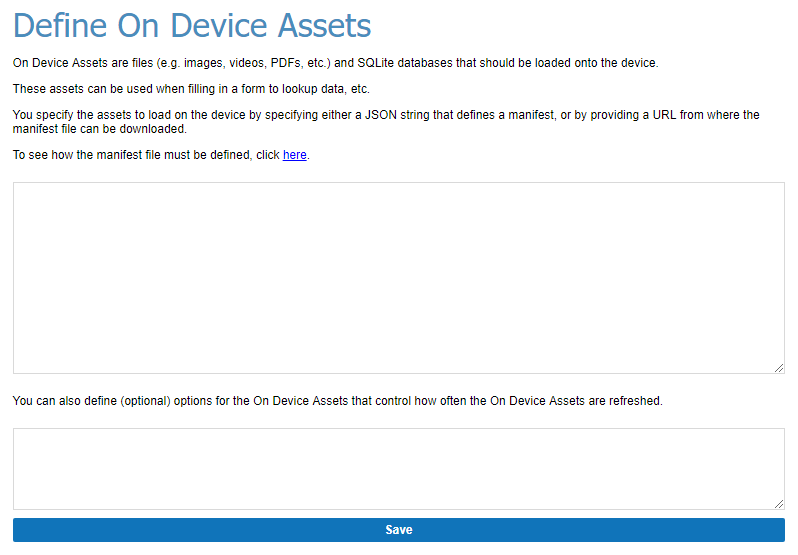 Define On Device Assets
On Device Assets are files (e.g. images, videos, PDFs, etc.) and SQLite databases that should be loaded onto the device.
These assets can be used when filling in a form to lookup data, etc.
You specify the assets to load on the device by specifying either a JSON string that defines a manifest, or by providing a URL from where the
manifest file can be downloaded.
To see how the manifest file must be defined, click here.
You can also define (optional) options for the On Device Assets that control how often the On Device Assets are refreshed.
Save